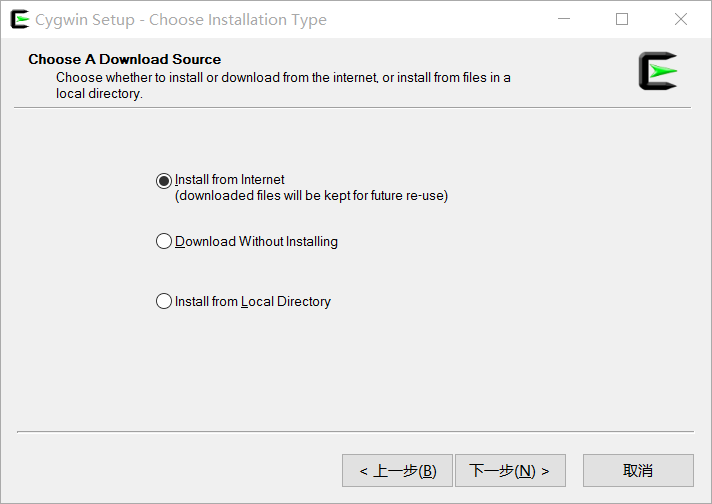 Cygwin Setup - Choose Installation Type
Choose A Download Source
Choose whether to install or download from the internet, or install from files in a
local directory.
Install from Internet
(downloaded files will be kept for future re-use)
Download Without Installing
Install from Local Directory
< 上一步(B)
下一步(N) >
取消